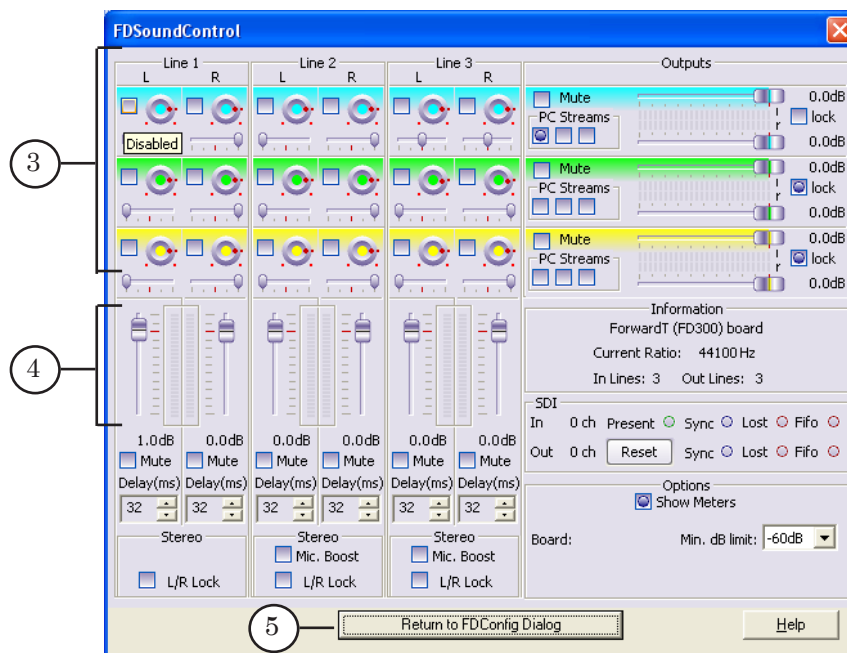 FDSoundControl
Line 1
L R
Line 2
L R
Line 3
L R
Outputs
Disabled
Mute
PC Streams
0.0dB
r
lock
0.0dB
Mute
PC Streams
0.0dB
r
lock
0.0dB
Mute
PC Streams
0.0dB
r
lock
0.0dB
3
4
1.0dB 0.0dB 0.0dB 0.0dB 0.0dB 0.0dB
Mute Mute Mute Mute Mute Mute
Delay(ms) Delay(ms) Delay(ms) Delay(ms) Delay(ms) Delay(ms)
32 32 32 32 32 32
Stereo
L/R Lock
Stereo
Mic. Boost
L/R Lock
Stereo
Mic. Boost
L/R Lock
Information
ForwardT (FD300) board
Current Ratio: 44100 Hz
In Lines: 3 Out Lines: 3
SDI
In 0 ch Present Sync Lost Fifo
Out 0 ch Reset Sync Lost Fifo
Options
Show Meters
Board: Min. dB limit: -60dB
5
Return to FDConfig Dialog
Help